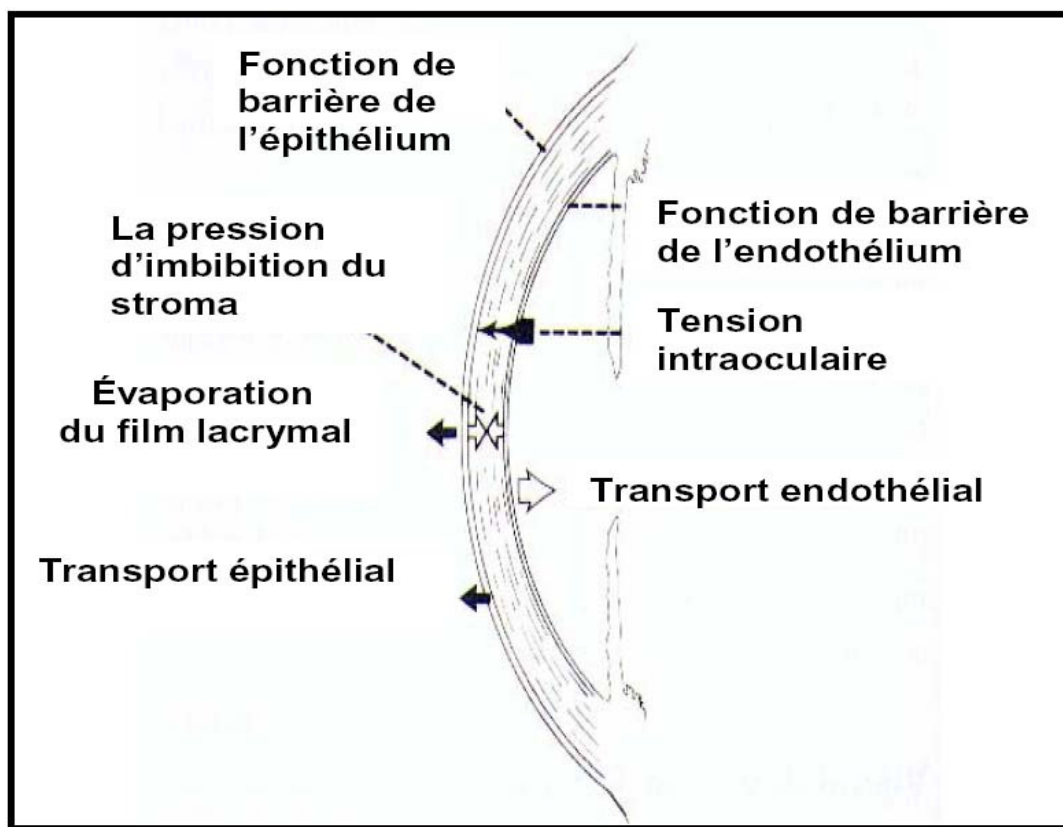 Fonction de
barrière de
l’épithélium
La pression
d’imbibition du
stroma
Évaporation
du film lacrymal
Transport épithélial
Fonction de barrière
de l’endothélium
Tension
intraoculaire
Transport endothélial